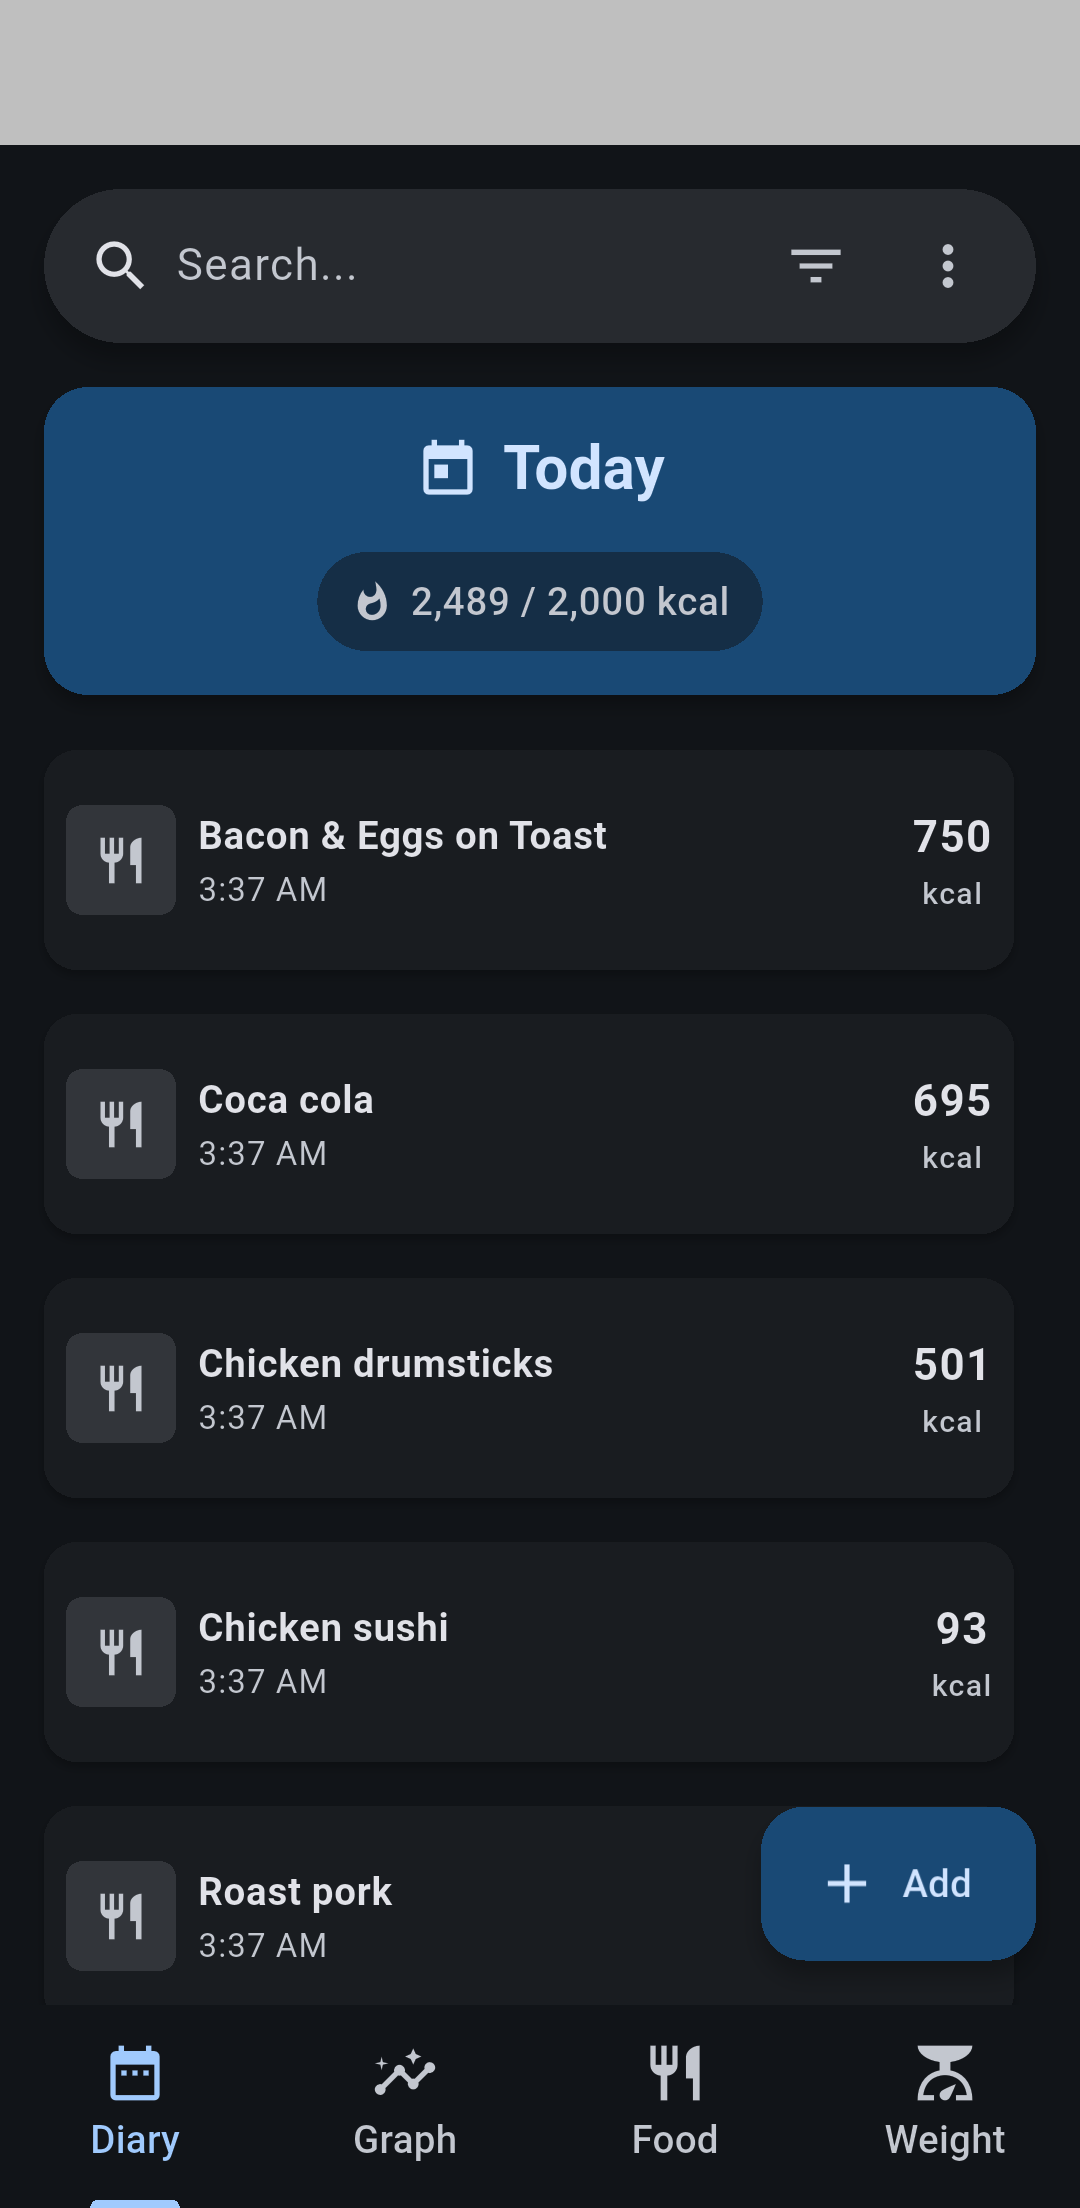 Search...
Today
2,489 / 2,000 kcal
Bacon & Eggs on Toast
3:37 AM
750
kcal
Coca cola
3:37 AM
695
kcal
Chicken drumsticks
3:37 AM
501
kcal
Chicken sushi
3:37 AM
93
kcal
Roast pork
3:37 AM
Add
Diary
Graph
Food
Weight